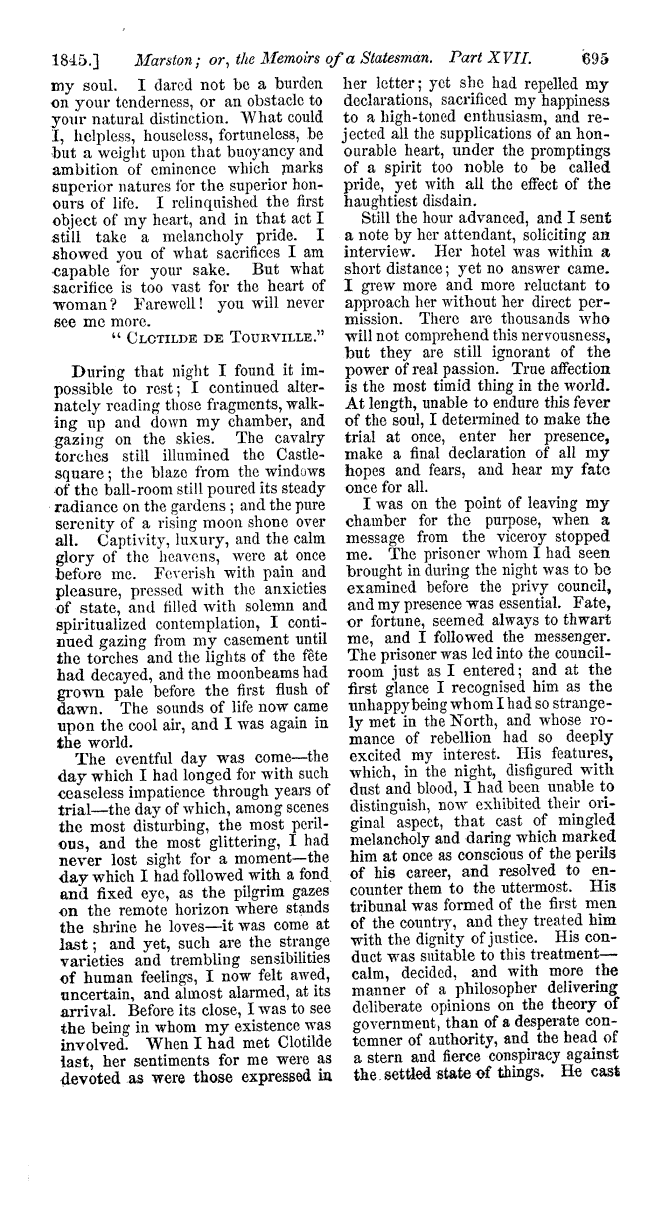 1845.] Marston; or, the Memoirs of a Statesman. Part XVII. 695
my soul. I dared not be a burden
on your tenderness, or an obstacle to
your natural distinction. What could
I, helpless, houseless, fortuneless, be
but a weight upon that buoyancy and
ambition of eminence which marks
superior natures for the superior hon-
ours of life. I relinquished the first
object of my heart, and in that act I
still take a melancholy pride. I
showed you of what sacrifices I am
capable for your sake. But what
sacrifice is too vast for the heart of
woman? Farewell! you will never
see me more.
“ CLOTILDE DE TOURVILLE.”
During that night I found it im-
possible to rest; I continued alter-
nately reading those fragments, walk-
ing up and down my chamber, and
gazing on the skies. The cavalry
torches still illumined the Castle-
square; the blaze from the windows
of the ball-room still poured its steady
radiance on the gardens; and the pure
serenity of a rising moon shone over
all. Captivity, luxury, and the calm
glory of the heavens, were at once
before me. Feverish with pain and
pleasure, pressed with the anxieties
of state, and filled with solemn and
spiritualized contemplation, I conti-
nued gazing from my casement until
the torches and the lights of the fête
had decayed, and the moonbeams had
grown pale before the first flush of
dawn. The sounds of life now came
upon the cool air, and I was again in
the world.
The eventful day was come—the
day which I had longed for with such
ceaseless impatience through years of
trial—the day of which, among scenes
the most disturbing, the most peril-
ous, and the most glittering, I had
never lost sight for a moment—the
day which I had followed with a fond
and fixed eye, as the pilgrim gazes
on the remote horizon where stands
the shrine he loves—it was come at
last; and yet, such are the strange
varieties and trembling sensibilities
of human feelings, I now felt awed,
uncertain, and almost alarmed, at its
arrival. Before its close, I was to see
the being in whom my existence was
involved. When I had met Clotilde
last, her sentiments for me were as
devoted as were those expressed in
her letter; yet she had repelled my
declarations, sacrificed my happiness
to a high-toned enthusiasm, and re-
jected all the supplications of an hon-
ourable heart, under the promptings
of a spirit too noble to be called
pride, yet with all the effect of the
haughtiest disdain.
Still the hour advanced, and I sent
a note by her attendant, soliciting an
interview. Her hotel was within a
short distance; yet no answer came.
I grew more and more reluctant to
approach her without her direct per-
mission. There are thousands who
will not comprehend this nervousness,
but they are still ignorant of the
power of real passion. True affection
is the most timid thing in the world.
At length, unable to endure this fever
of the soul, I determined to make the
trial at once, enter her presence,
make a final declaration of all my
hopes and fears, and hear my fate
once for all.
I was on the point of leaving my
chamber for the purpose, when a
message from the viceroy stopped
me. The prisoner whom I had seen
brought in during the night was to be
examined before the privy council,
and my presence was essential. Fate,
or fortune, seemed always to thwart
me, and I followed the messenger.
The prisoner was led into the council-
room just as I entered; and at the
first glance I recognised him as the
unhappy being whom I had so strange-
ly met in the North, and whose ro-
mance of rebellion had so deeply
excited my interest. His features,
which, in the night, disfigured with
dust and blood, I had been unable to
distinguish, now exhibited their ori-
ginal aspect, that cast of mingled
melancholy and daring which marked
him at once as conscious of the perils
of his career, and resolved to en-
counter them to the uttermost. His
tribunal was formed of the first men
of the country, and they treated him
with the dignity of justice. His con-
duct was suitable to this treatment—
calm, decided, and with more the
manner of a philosopher delivering
deliberate opinions on the theory of
government, than of a desperate con-
temner of authority, and the head of
a stern and fierce conspiracy against
the settled state of things. He cast